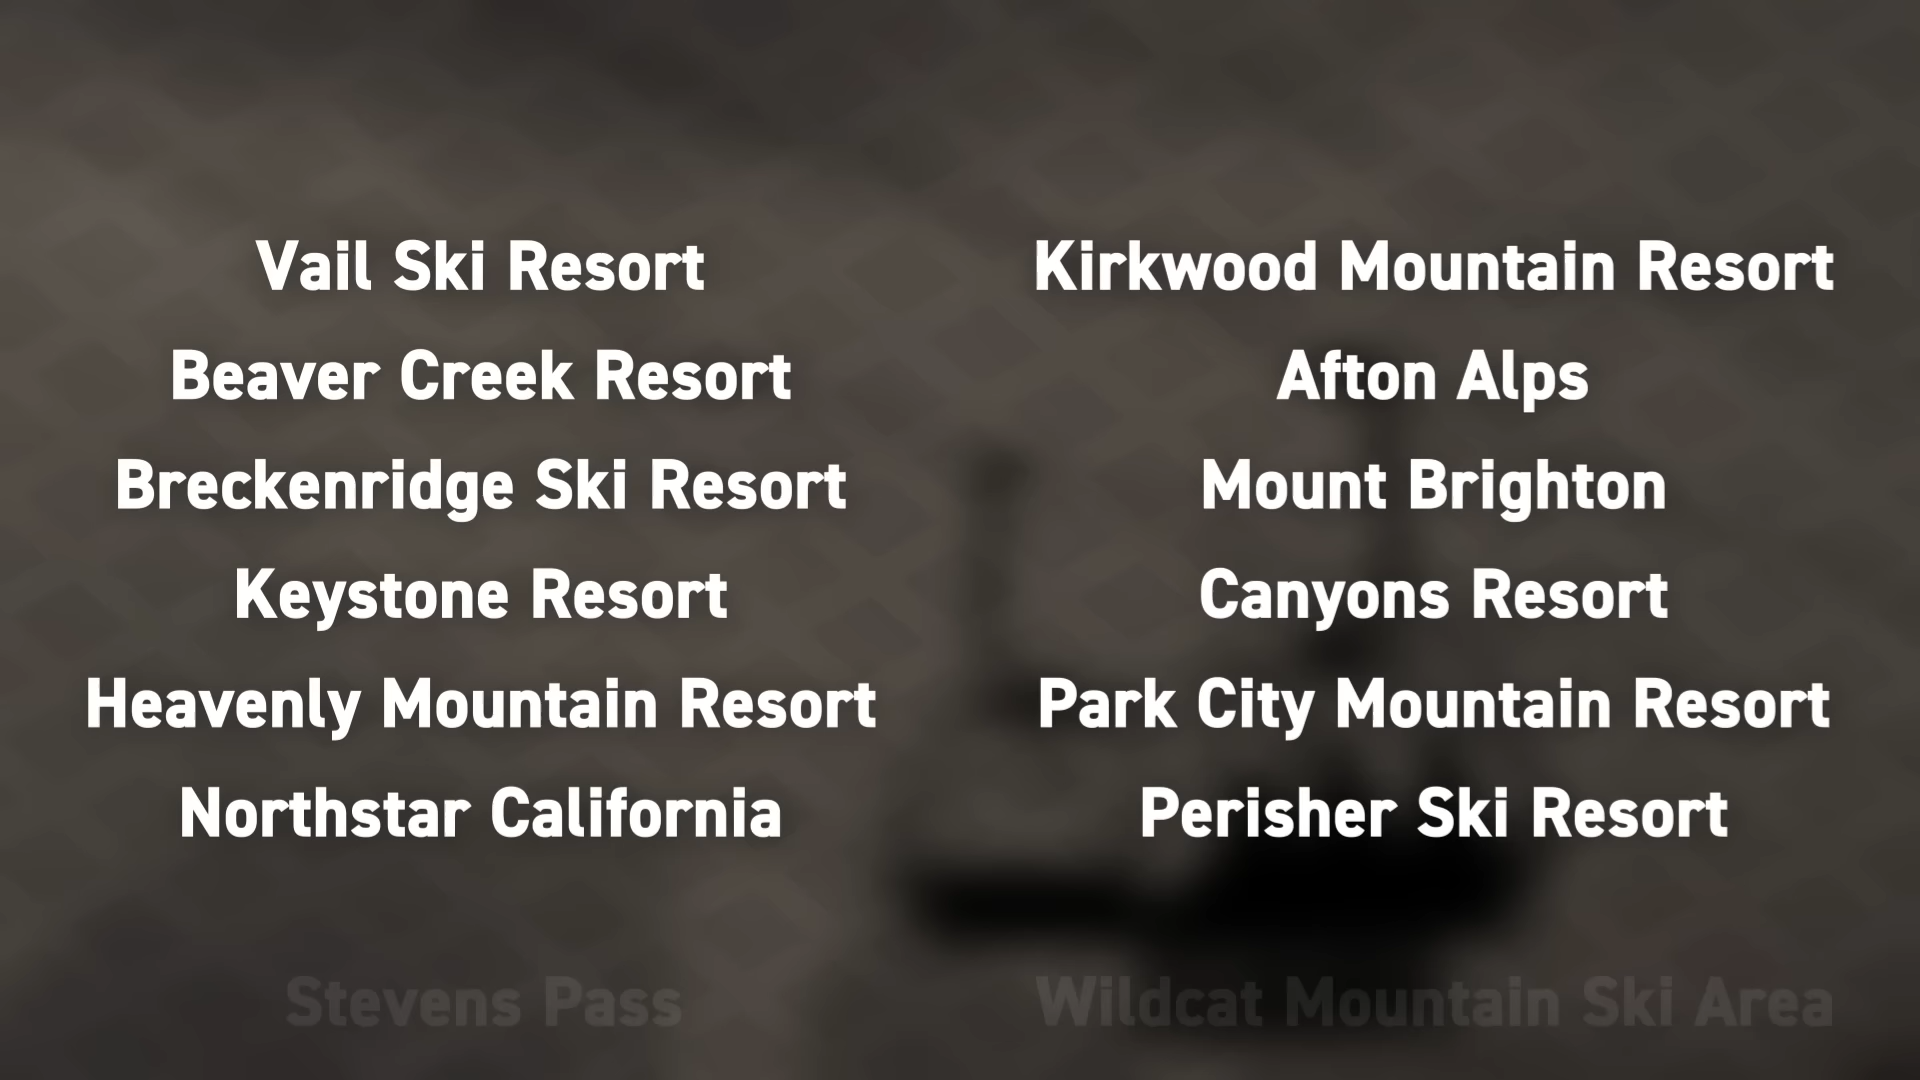 Vail Ski Resort
Beaver Creek Resort
Breckenridge Ski Resort
Keystone Resort
Heavenly Mountain Resort
Northstar California
Stevens Pass
Kirkwood Mountain Resort
Afton Alps
Mount Brighton
Canyons Resort
Park City Mountain Resort
Perisher Ski Resort
Wildcat Mountain Ski Area